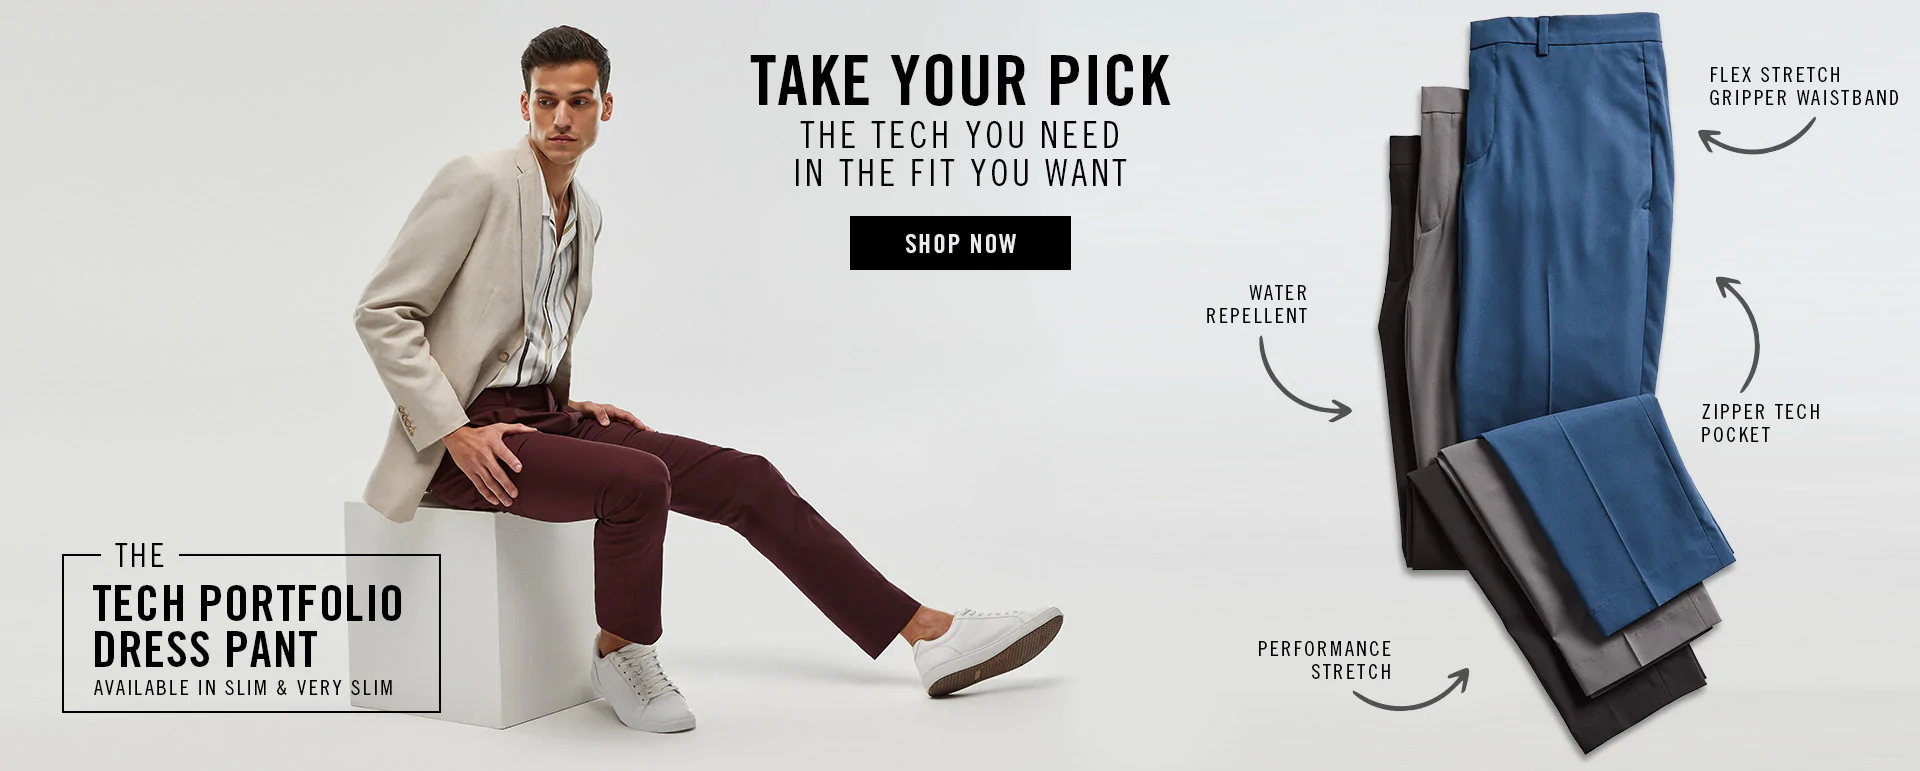 TAKE YOUR PICK
THE TECH YOU NEED
IN THE FIT YOU WANT
SHOP NOW
THE
TECH PORTFOLIO
DRESS PANT
AVAILABLE IN SLIM & VERY SLIM
FLEX STRETCH
GRIPPER WAISTBAND
WATER
REPELLENT
ZIPPER TECH
POCKET
PERFORMANCE
STRETCH